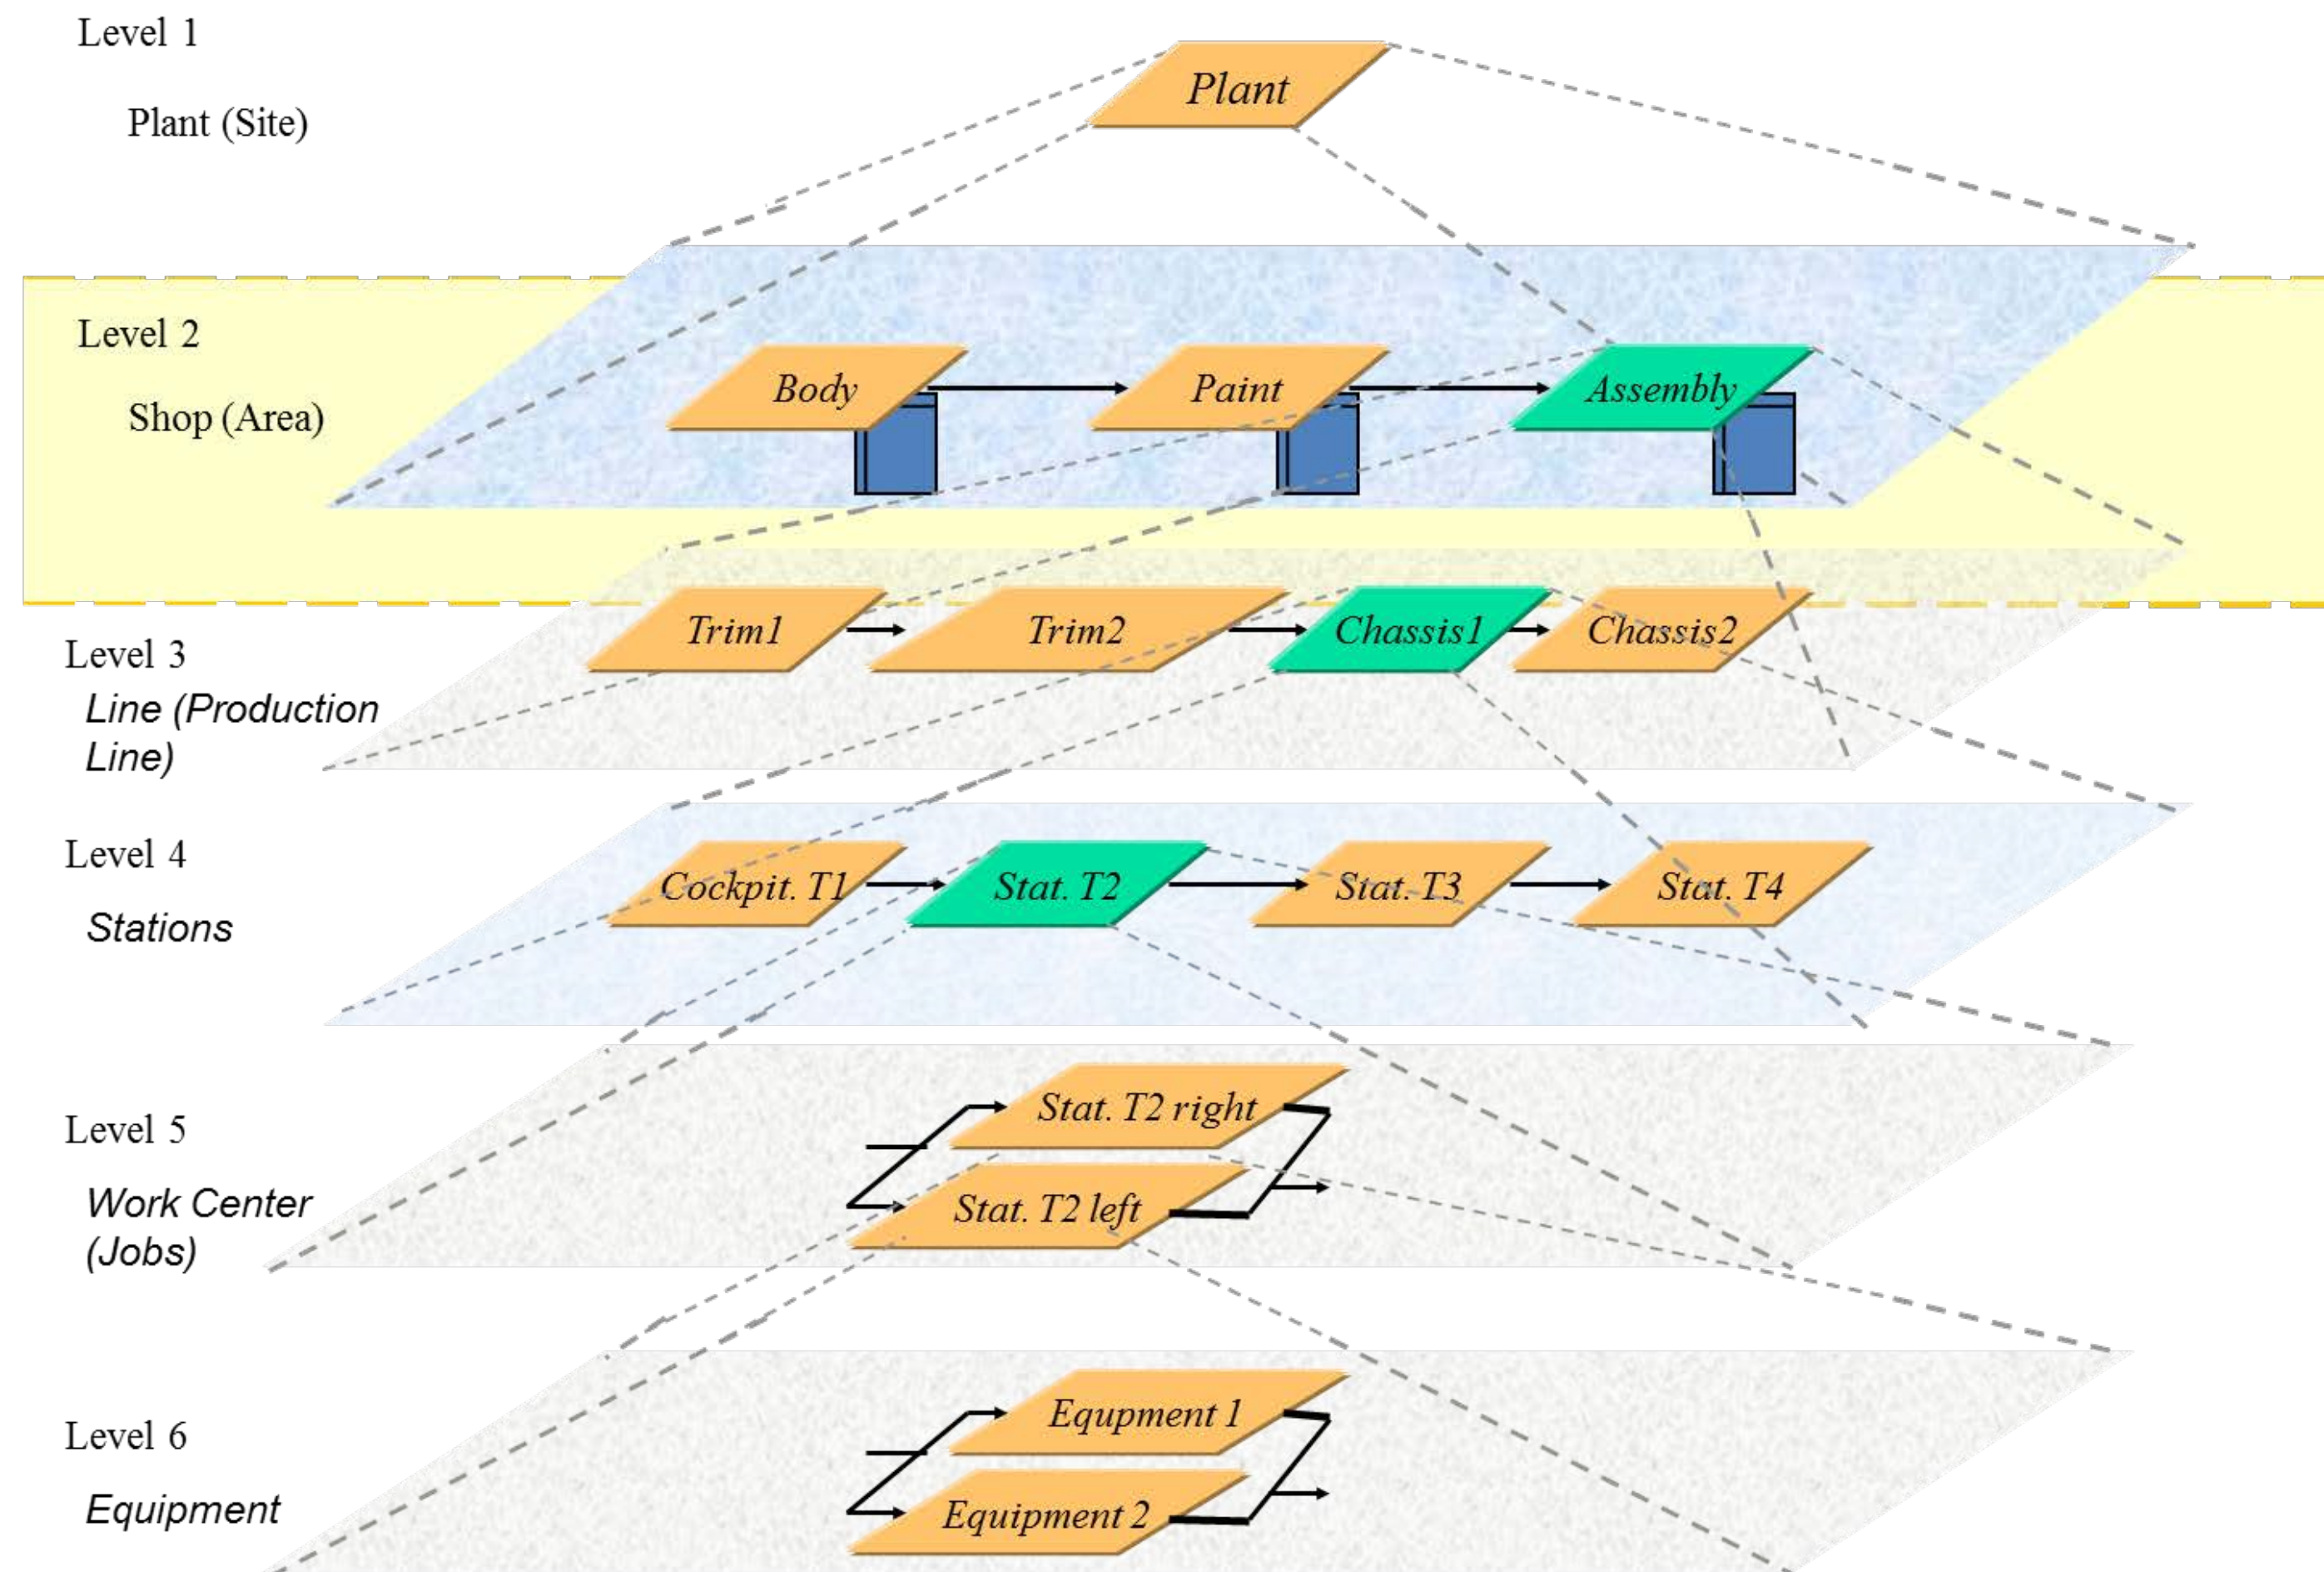 Level 1
Plant
Plant (Site)
Level 2
Body
Paint
Assembly
Shop (Area)
Trim1
Trim2
Chassis1
Chassis2
Level 3
Line (Production
Line)
Level 4
Cockpit. T1
Stat. T2
Stat. T3
Stat. T4
Stations
Stat. T2 right
Level 5
Work Center
(Jobs)
Stat. T2 left
Equpment 1
Level 6
Equipment
Equipment 2